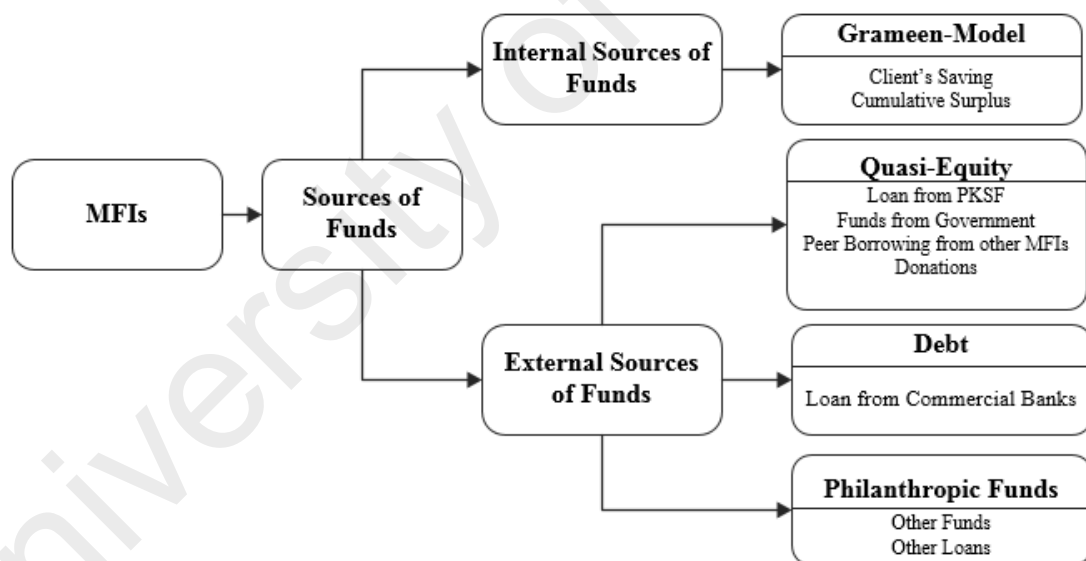 MFIs
Sources of
Funds
Internal Sources of
Funds
Grameen-Model
Client's Saving
Cumulative Surplus
External Sources
of Funds
Quasi-Equity
Loan from PKSF
Funds from Government
Peer Borrowing from other MFIs
Donations
Debt
Loan from Commercial Banks
Philanthropic Funds
Other Funds
Other Loans
University of